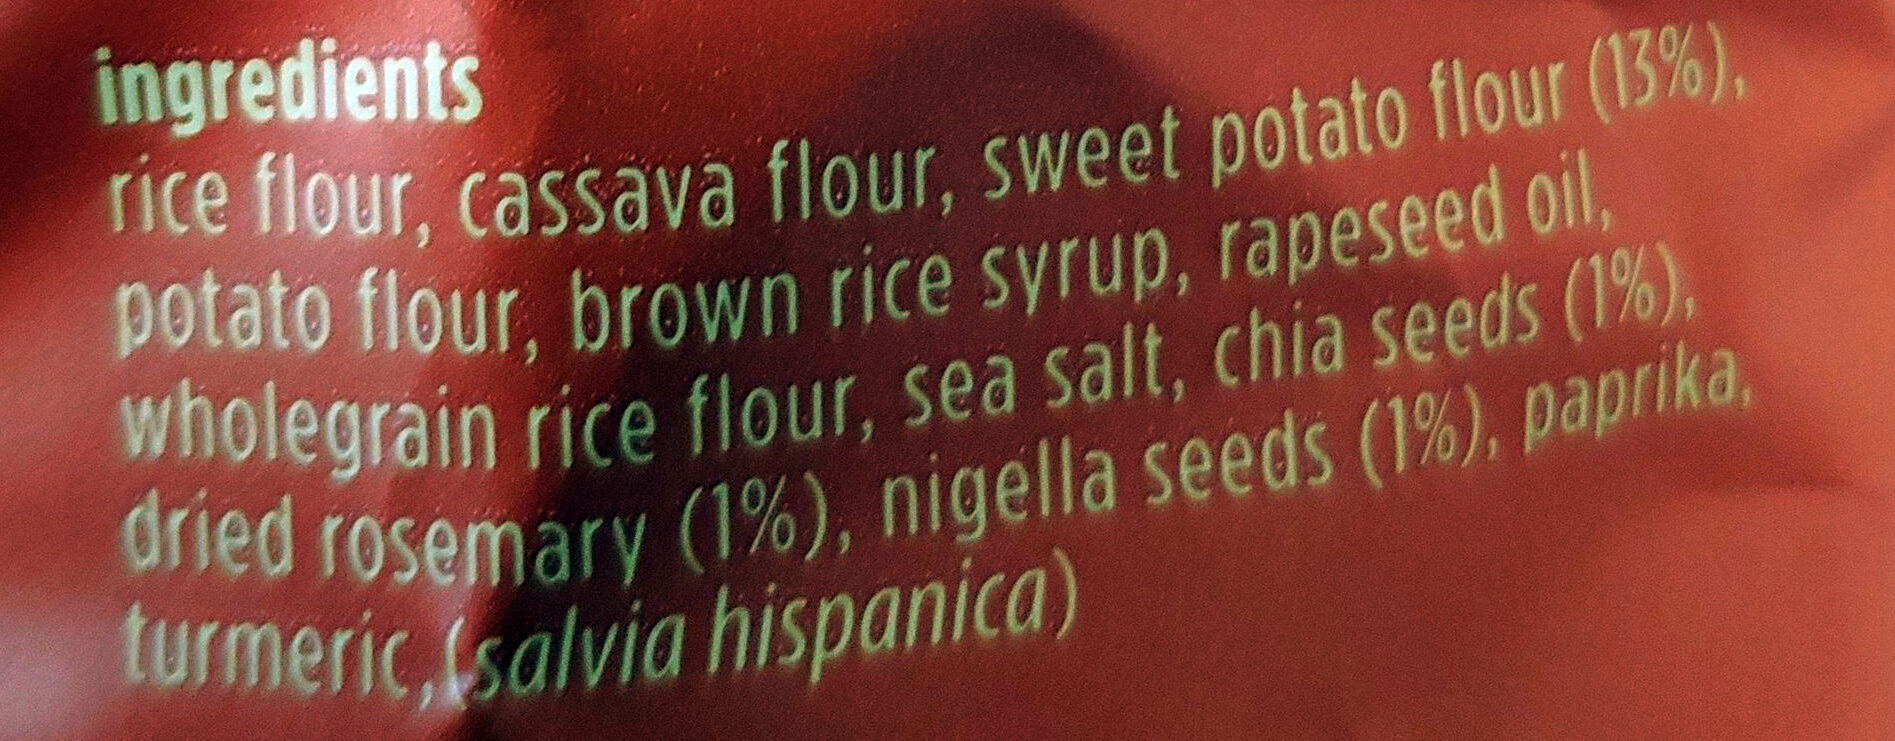 ingredients
rice flour, cassava flour, sweet potato flour (13%),
potato flour, brown rice syrup, rapeseed oil,
wholegrain rice flour, sea salt, chia seeds (1%),
dried rosemary (1%), nigella seeds (1%), paprika,
turmeric,(salvia hispanica)